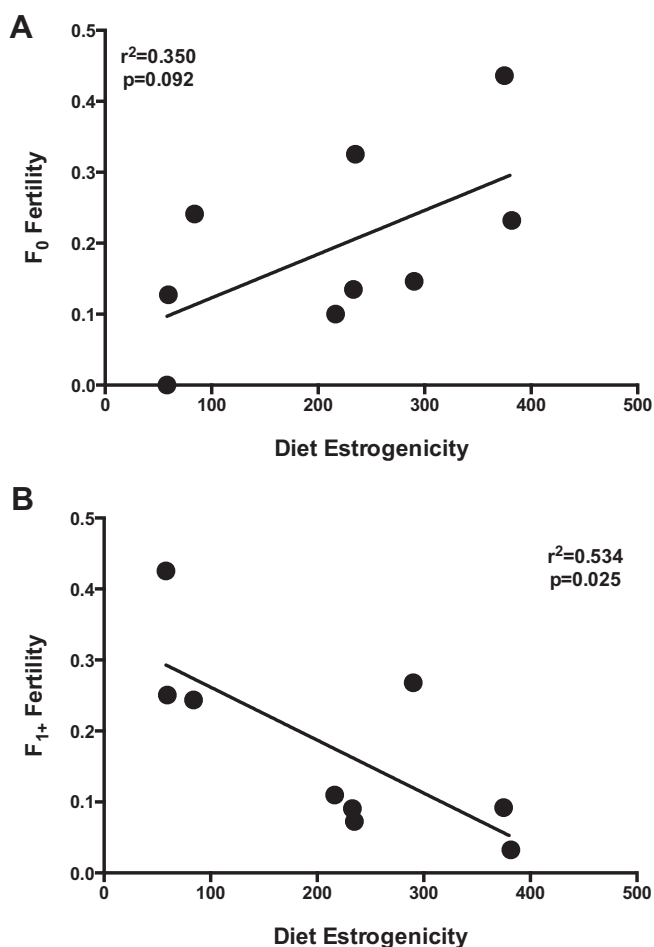 A
r²=0.350
p=0.092
F₀ Fertility
0.5
0.4
0.3
0.2
0.1
0.0
0 100 200 300 400 500
Diet Estrogenicity
B
r²=0.534
p=0.025
F₁₊ Fertility
0.5
0.4
0.3
0.2
0.1
0.0
0 100 200 300 400 500
Diet Estrogenicity